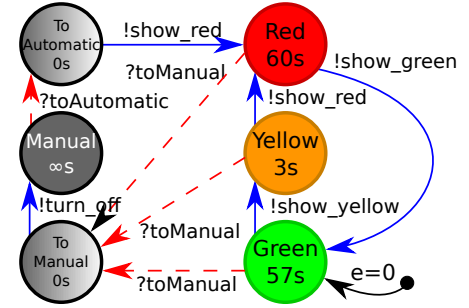 To
Automatic
0s
!show_red
Red
60s
!show_green
?toManual
?toAutomatic
!show_red
Manual
∞s
Yellow
3s
!turn_off
!show_yellow
To
Manual
0s
?toManual
Green
57s
e=0
?toManual